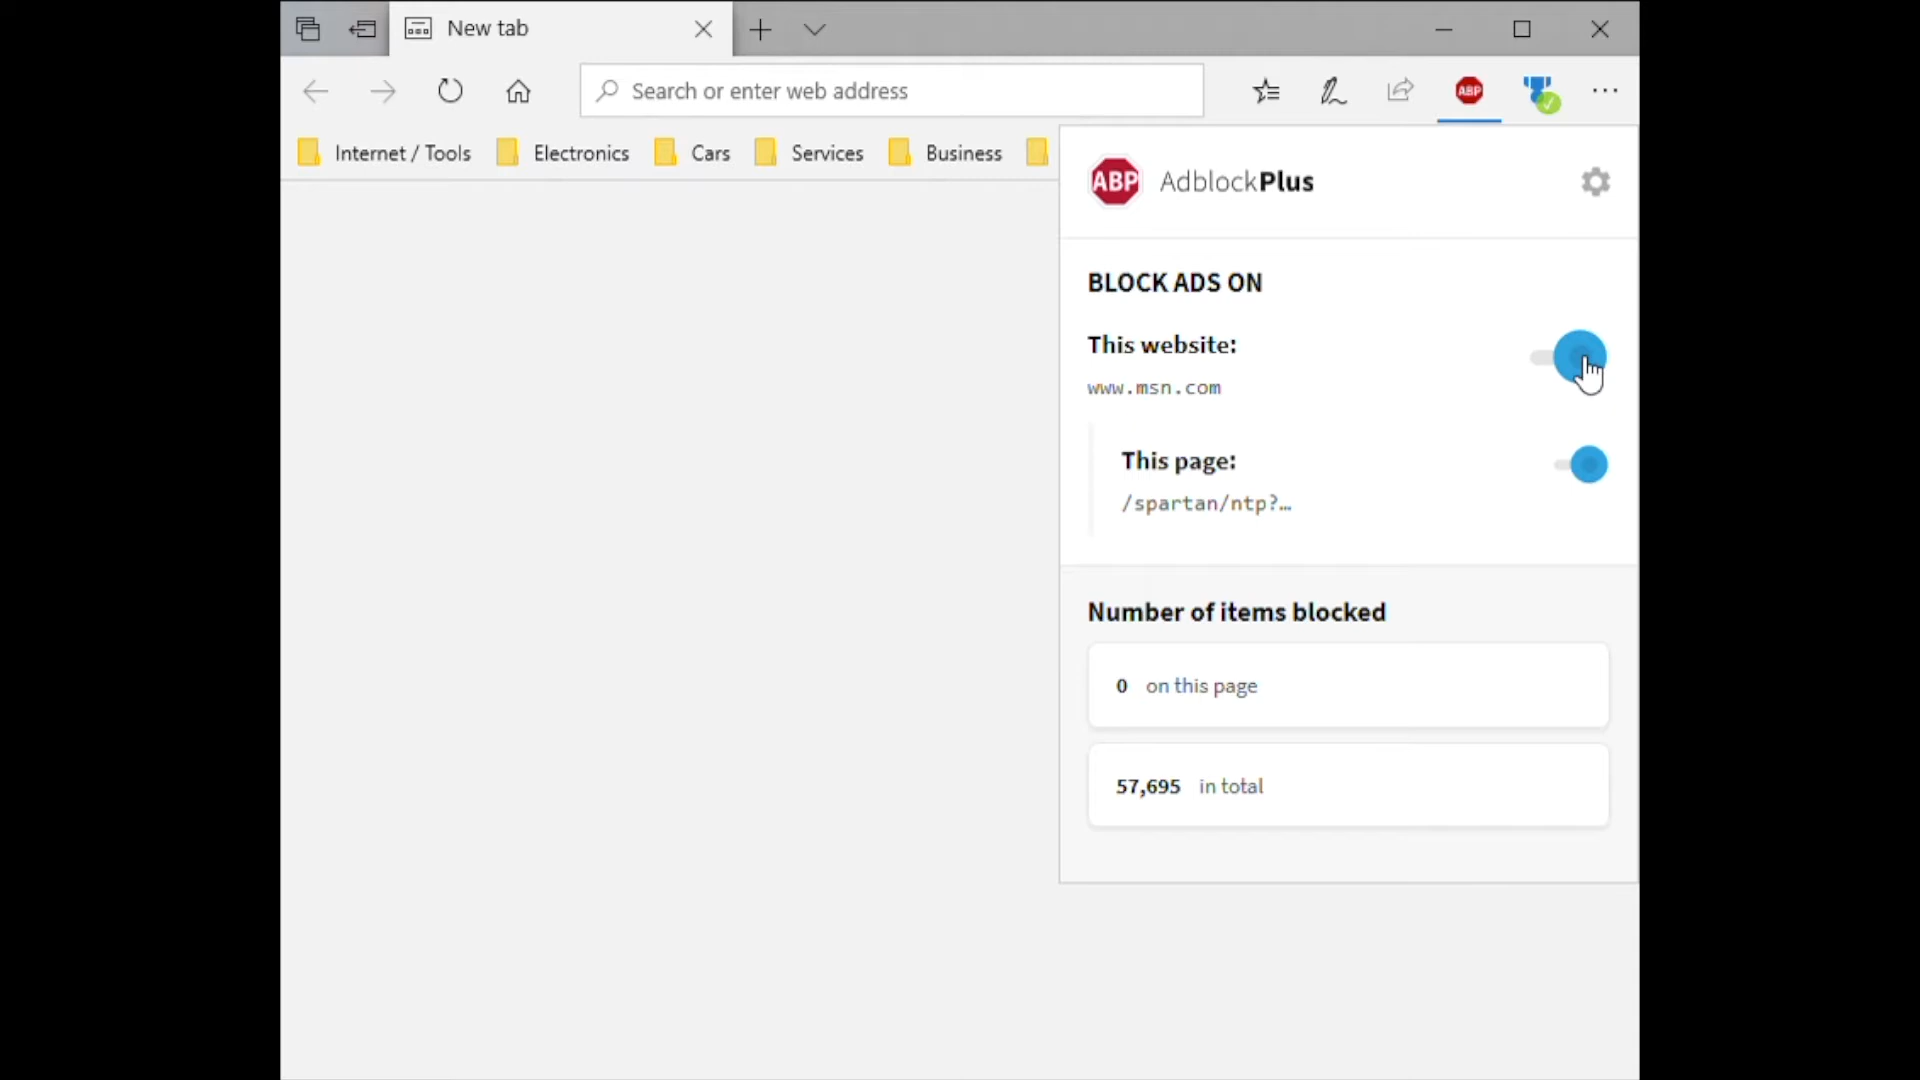 New tab
Search or enter web address
ABP
Internet / Tools
Electronics
Cars
Services
Business
ABP AdblockPlus
BLOCK ADS ON
This website:
www.msn.com
This page:
/spartan/ntp?…
Number of items blocked
0 on this page
57,695 in total